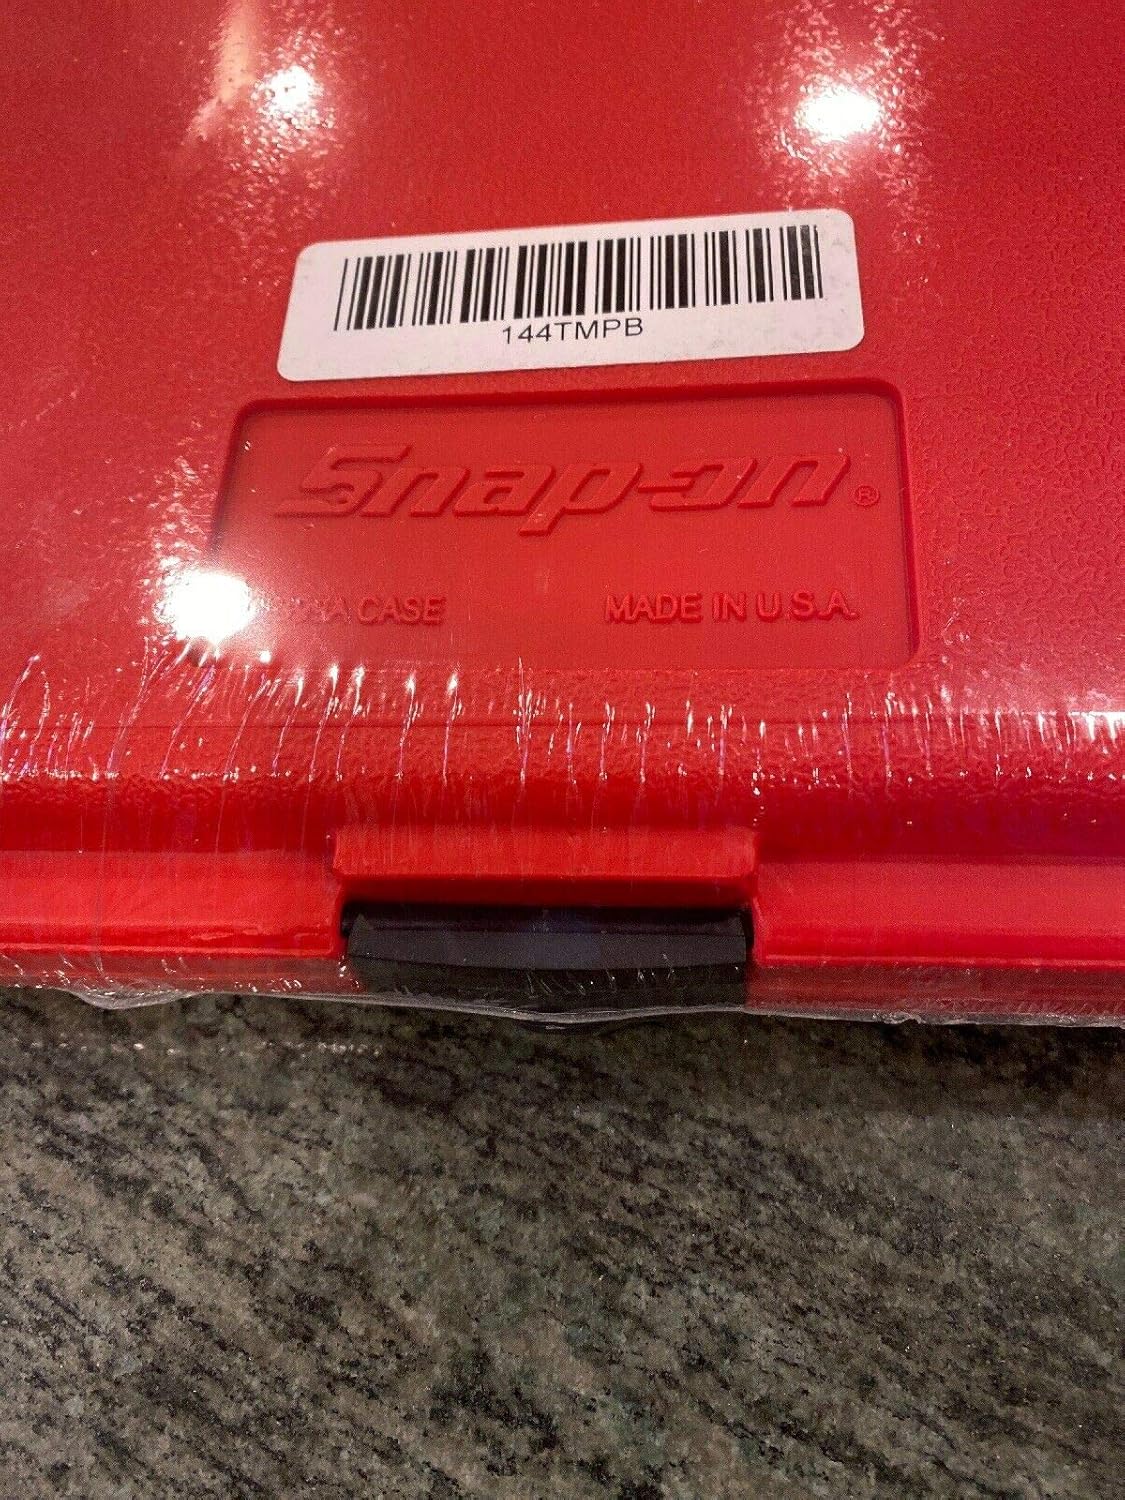 144TMPB
Snap-on®
CASE
MADE IN U.S.A.